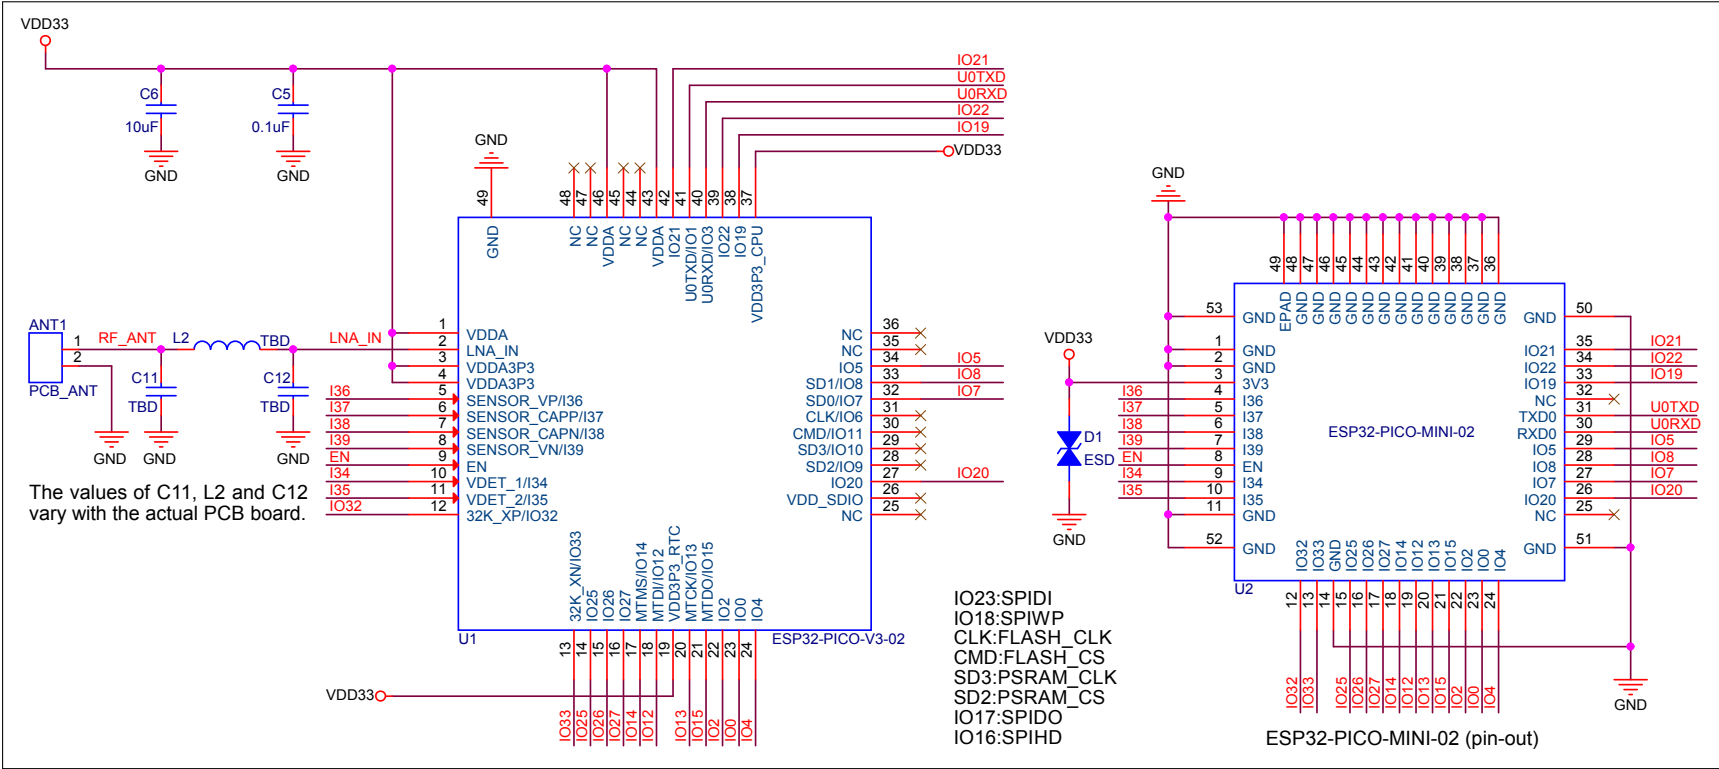 VDD33
C6
10uF
GND
C5
0.1uF
GND
GND
49
GND
48
47
46
45
44
43
42
41
40
39
38
37
NC
NC
VDDA
NC
NC
VDDA
IO21
U0TXD/IO1
U0RXD/IO3
IO22
IO19
VDD3P3_CPU
IO21
U0TXD
U0RXD
IO22
IO19
VDD33
ANT1
1
2
PCB_ANT
RF_ANT
L2
TBD
LNA_IN
C11
TBD
C12
TBD
GND
GND
GND
The values of C11, L2 and C12
vary with the actual PCB board.
I36
I37
I38
I39
EN
I34
I35
IO32
1 VDDA
2 LNA_IN
3 VDDA3P3
4 VDDA3P3
5 SENSOR_VP/I36
6 SENSOR_CAPP/I37
7 SENSOR_CAPN/I38
8 SENSOR_VN/I39
9 EN
10 VDET_1/I34
11 VDET_2/I35
12 32K_XP/IO32
NC 36
NC 35
IO5 34 IO5
SD1/IO8 33 IO8
SD0/IO7 32 IO7
CLK/IO6 31
CMD/IO11 30
SD3/IO10 29
SD2/IO9 28
IO20 27 IO20
VDD_SDIO 26
NC 25
32K_XN/IO33
IO25
IO26
IO27
MTMS/IO14
MTDI/IO12
VDD3P3_RTC
MTCK/IO13
MTDO/IO15
IO2
IO0
IO4
U1
ESP32-PICO-V3-02
13
14
15
16
17
18
19
20
21
22
23
24
VDD33
IO33
IO25
IO26
IO27
IO14
IO12
IO13
IO15
IO2
IO0
IO4
IO23:SPIDI
IO18:SPIWP
CLK:FLASH_CLK
CMD:FLASH_CS
SD3:PSRAM_CLK
SD2:PSRAM_CS
IO17:SPIDO
IO16:SPIHD
GND
VDD33
D1
ESD
GND
49
48
47
46
45
44
43
42
41
40
39
38
37
36
EPAD
GND
GND
GND
GND
GND
GND
GND
GND
GND
GND
GND
GND
GND
53 GND
1 GND
2 GND
3 3V3
I36 4 I36
I37 5 I37
I38 6 I38
I39 7 I39
EN 8 EN
I34 9 I34
I35 10 I35
11 GND
52 GND
ESP32-PICO-MINI-02
GND 50
IO21 35 IO21
IO22 34 IO22
IO19 33 IO19
NC 32
TXD0 31 U0TXD
RXD0 30 U0RXD
IO5 29 IO5
IO8 28 IO8
IO7 27 IO7
IO20 26 IO20
NC 25
GND 51
IO32
IO33
GND
IO25
IO26
IO27
IO14
IO12
IO13
IO15
IO2
IO0
IO4
U2
12
13
14
15
16
17
18
19
20
21
22
23
24
IO32
IO33
IO25
IO26
IO27
IO14
IO12
IO13
IO15
IO2
IO0
IO4
GND
ESP32-PICO-MINI-02 (pin-out)